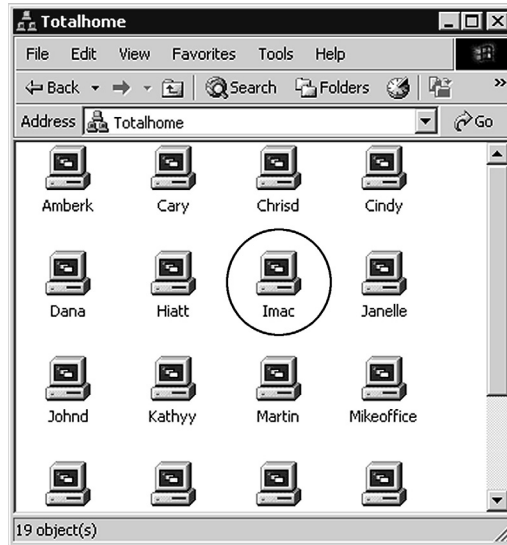 Totalhome
File Edit View Favorites Tools Help
Back Search Folders »
Address Totalhome Go
Amberk Cary Chrisd Cindy
Dana Hiatt Imac Janelle
Johnd Kathyy Martin Mikeoffice
19 object(s)